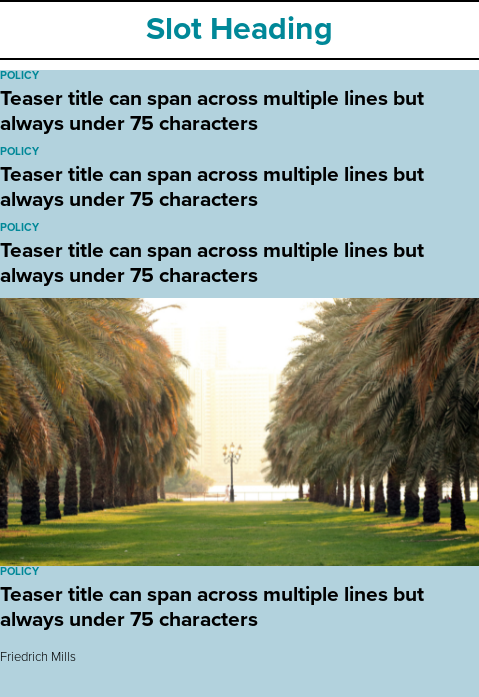 Slot Heading
POLICY
Teaser title can span across multiple lines but
always under 75 characters
POLICY
Teaser title can span across multiple lines but
always under 75 characters
POLICY
Teaser title can span across multiple lines but
always under 75 characters
POLICY
Teaser title can span across multiple lines but
always under 75 characters
Friedrich Mills